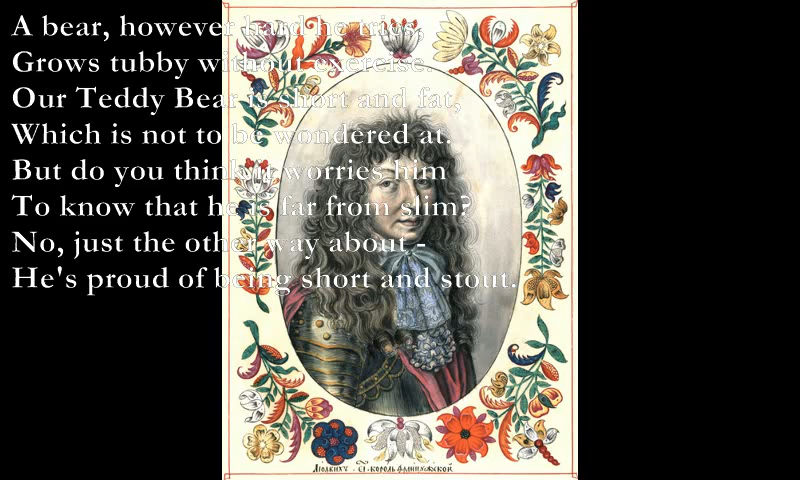 A bear, however hard he tries,
Grows tubby without exercise.
Our Teddy Bear is short and fat,
Which is not to be wondered at.
But do you think it worries him
To know that he is far from slim?
No, just the other way about -
He's proud of being short and stout.